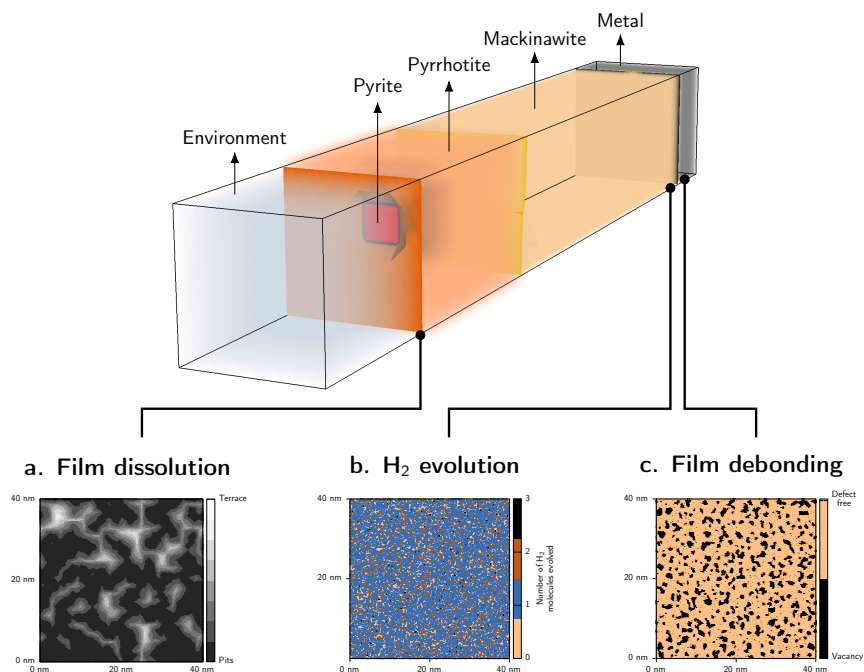 Metal
Mackinawite
Pyrrhotite
Pyrite
Environment
a. Film dissolution
b. H₂ evolution
c. Film debonding
40 nm
20 nm
0 nm
0 nm
20 nm
40 nm
Terrace
Pits
40 nm
20 nm
0 nm
0 nm
20 nm
40 nm
3
2
1
0
Number of H₂
molecules evolved
40 nm
20 nm
0 nm
0 nm
20 nm
40 nm
Defect
free
Vacancy